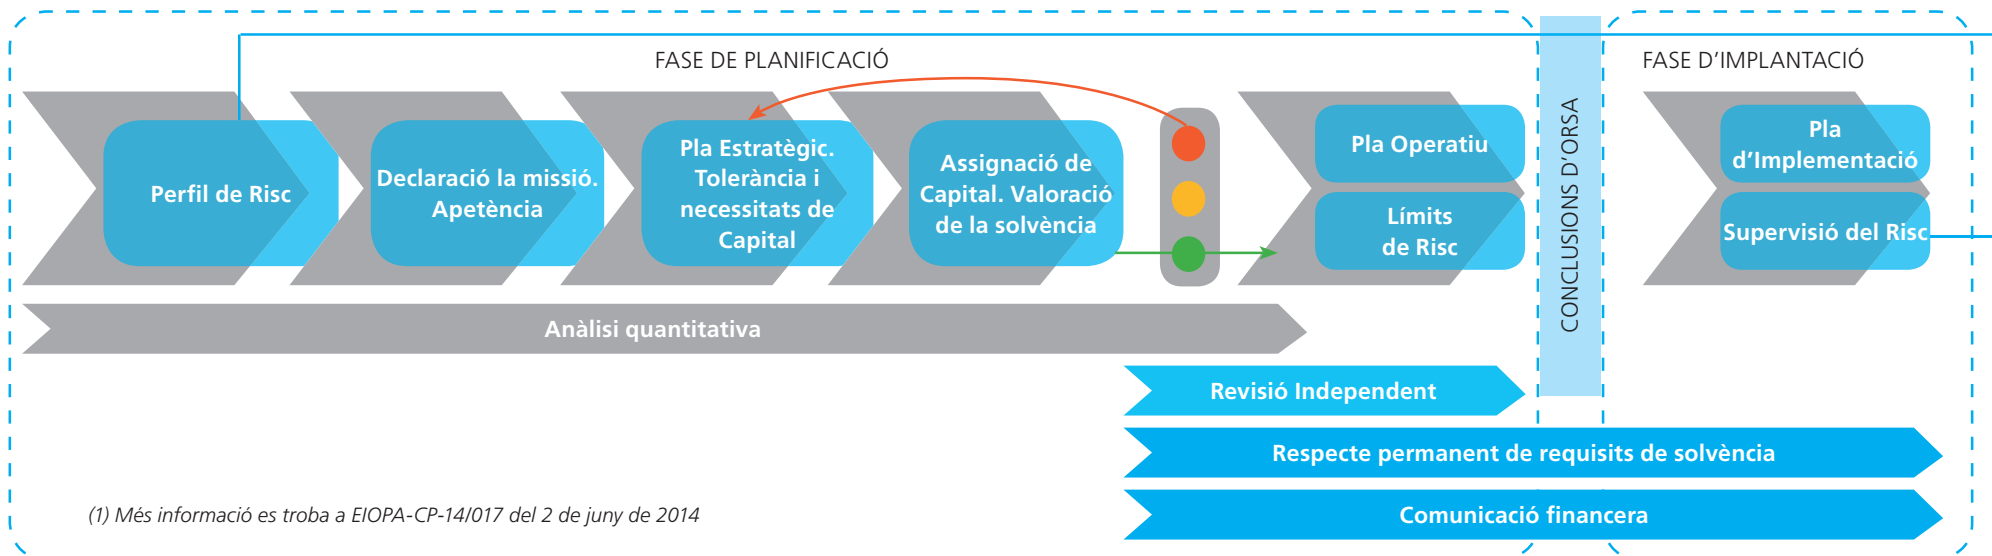 FASE DE PLANIFICACIÓ
FASE D'IMPLANTACIÓ
Perfil de Risc
Declaració la missió.
Apetència
Pla Estratègic.
Tolerància i
necessitats de
Capital
Assignació de
Capital. Valoració
de la solvència
Pla Operatiu
Límits
de Risc
CONCLUSIONS D'ORSA
Pla
d'Implementació
Supervisió del Risc
Anàlisi quantitativa
Revisió Independent
Respecte permanent de requisits de solvència
Comunicació financera
(1) Més informació es troba a EIOPA-CP-14/017 del 2 de juny de 2014